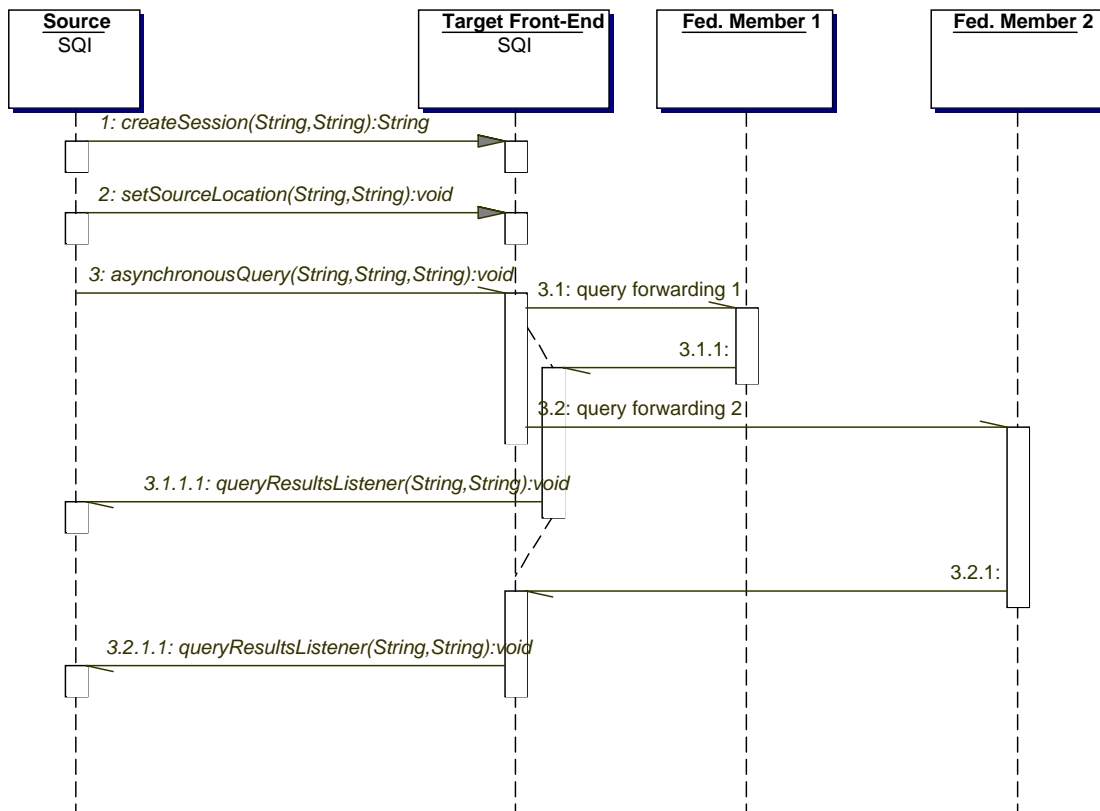 Source
SQI
Target Front-End
SQI
Fed. Member 1
Fed. Member 2
1: createSession(String,String):String
2: setSourceLocation(String,String):void
3: asynchronousQuery(String,String,String):void
3.1: query forwarding 1
3.1.1:
3.2: query forwarding 2
3.1.1.1: queryResultsListener(String,String):void
3.2.1:
3.2.1.1: queryResultsListener(String,String):void